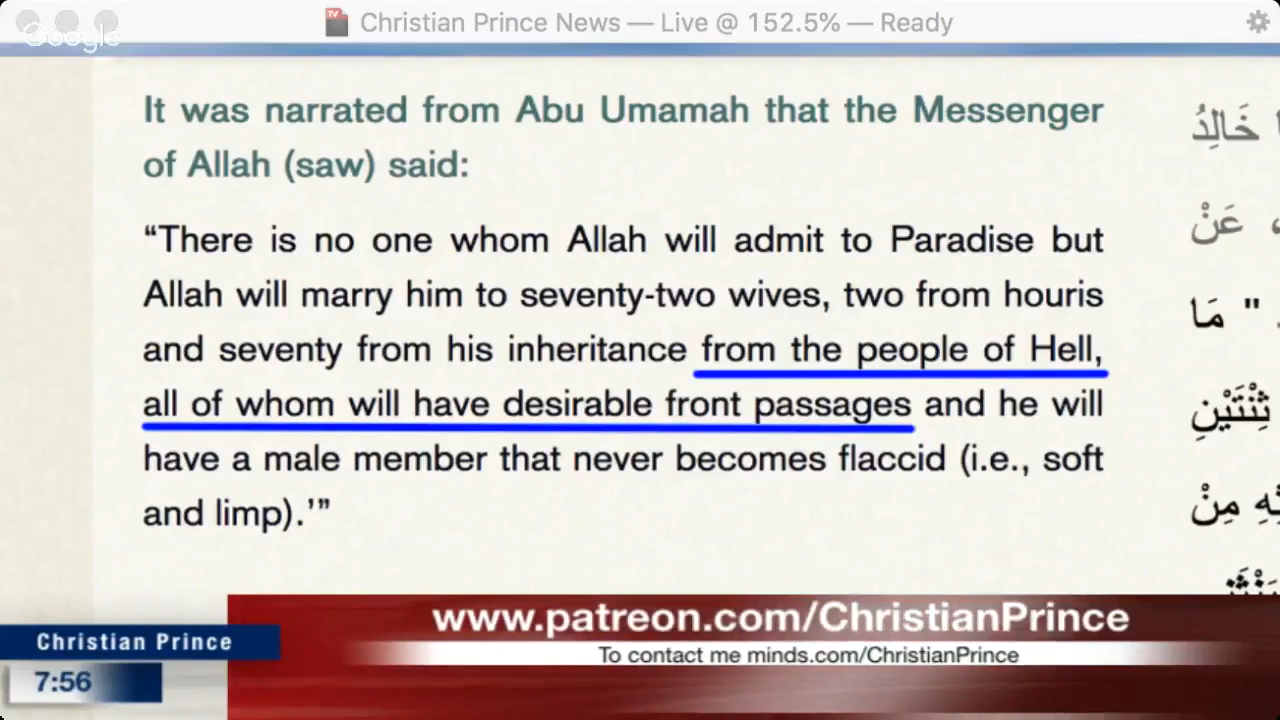 Christian Prince News — Live @ 152.5% — Ready
Google
It was narrated from Abu Umamah that the Messenger
of Allah (saw) said:
“There is no one whom Allah will admit to Paradise but
Allah will marry him to seventy-two wives, two from houris
and seventy from his inheritance from the people of Hell,
all of whom will have desirable front passages and he will
have a male member that never becomes flaccid (i.e., soft
and limp).’”
خَالِدُ
عَنْ
" مَا
ثِنْتَيْنِ
مِنْ
www.patreon.com/ChristianPrince
To contact me minds.com/ChristianPrince
Christian Prince
7:56